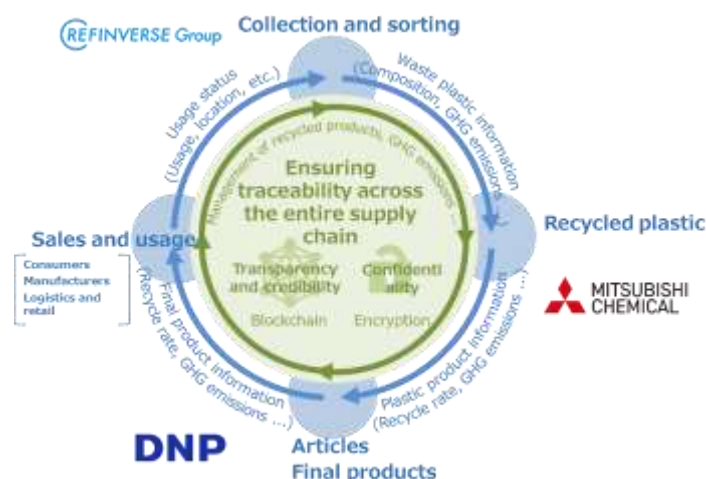 REFINVERSE Group
Collection and sorting
Usage status
(Usage, location, etc.)
Waste plastic information
(Composition, GHG emissions ...)
Management of recycled products, GHG emissions ...
Ensuring
traceability across
the entire supply
chain
Transparency
and credibility
Confidenti
ality
Blockchain
Encryption
Sales and usage
Consumers
Manufacturers
Logistics and
retail
Recycled plastic
MITSUBISHI
CHEMICAL
Final product information
(Recycle rate, GHG emissions ...)
Plastic product information
(Recycle rate, GHG emissions ...)
DNP
Articles
Final products